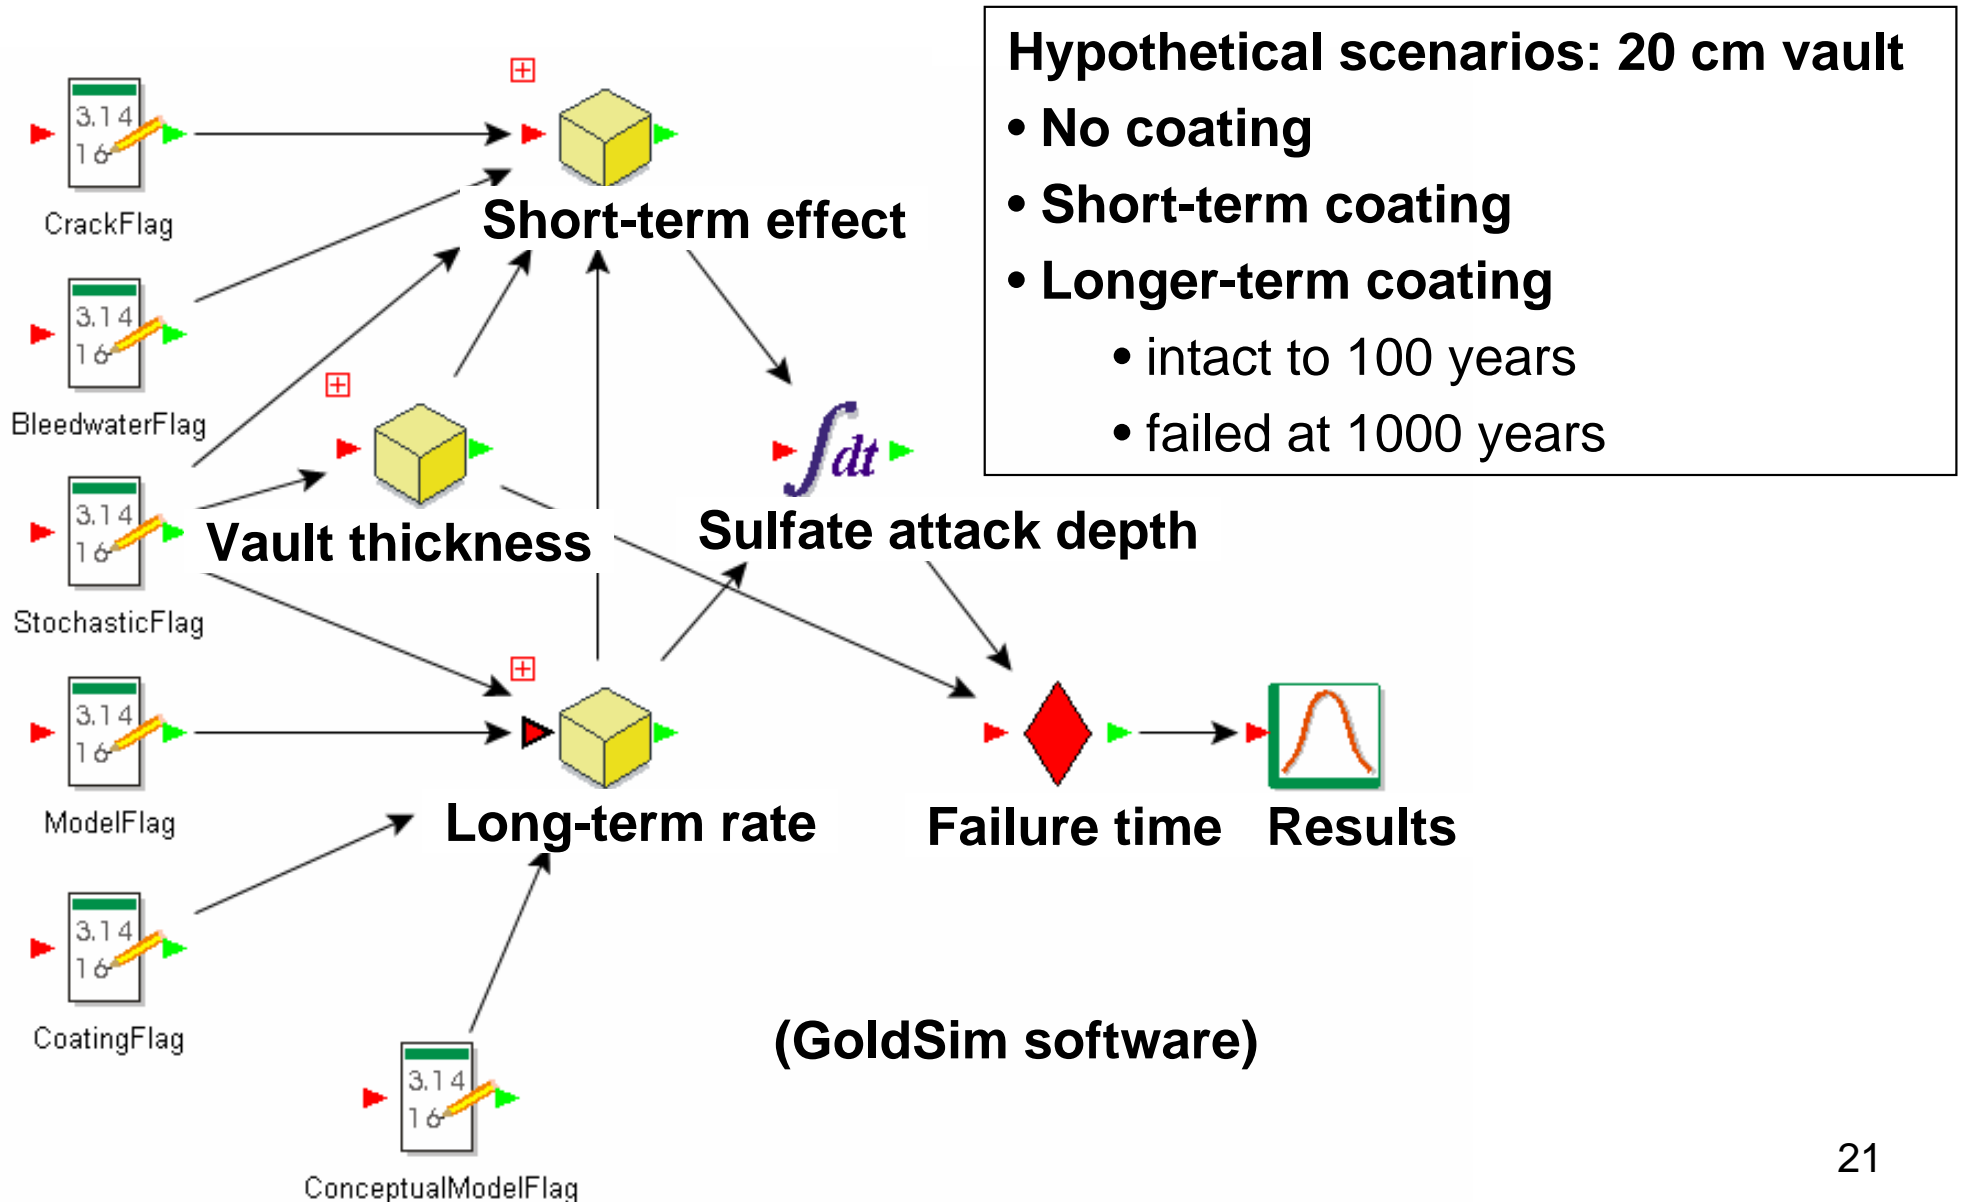 Hypothetical scenarios: 20 cm vault
• No coating
• Short-term coating
• Longer-term coating
• intact to 100 years
• failed at 1000 years
3.14
16
CrackFlag
Short-term effect
3.14
16
BleedwaterFlag
∫dt
3.14
16
StochasticFlag
Vault thickness
Sulfate attack depth
3.14
16
ModelFlag
Long-term rate
Failure time
Results
3.14
16
CoatingFlag
(GoldSim software)
3.14
16
ConceptualModelFlag
21